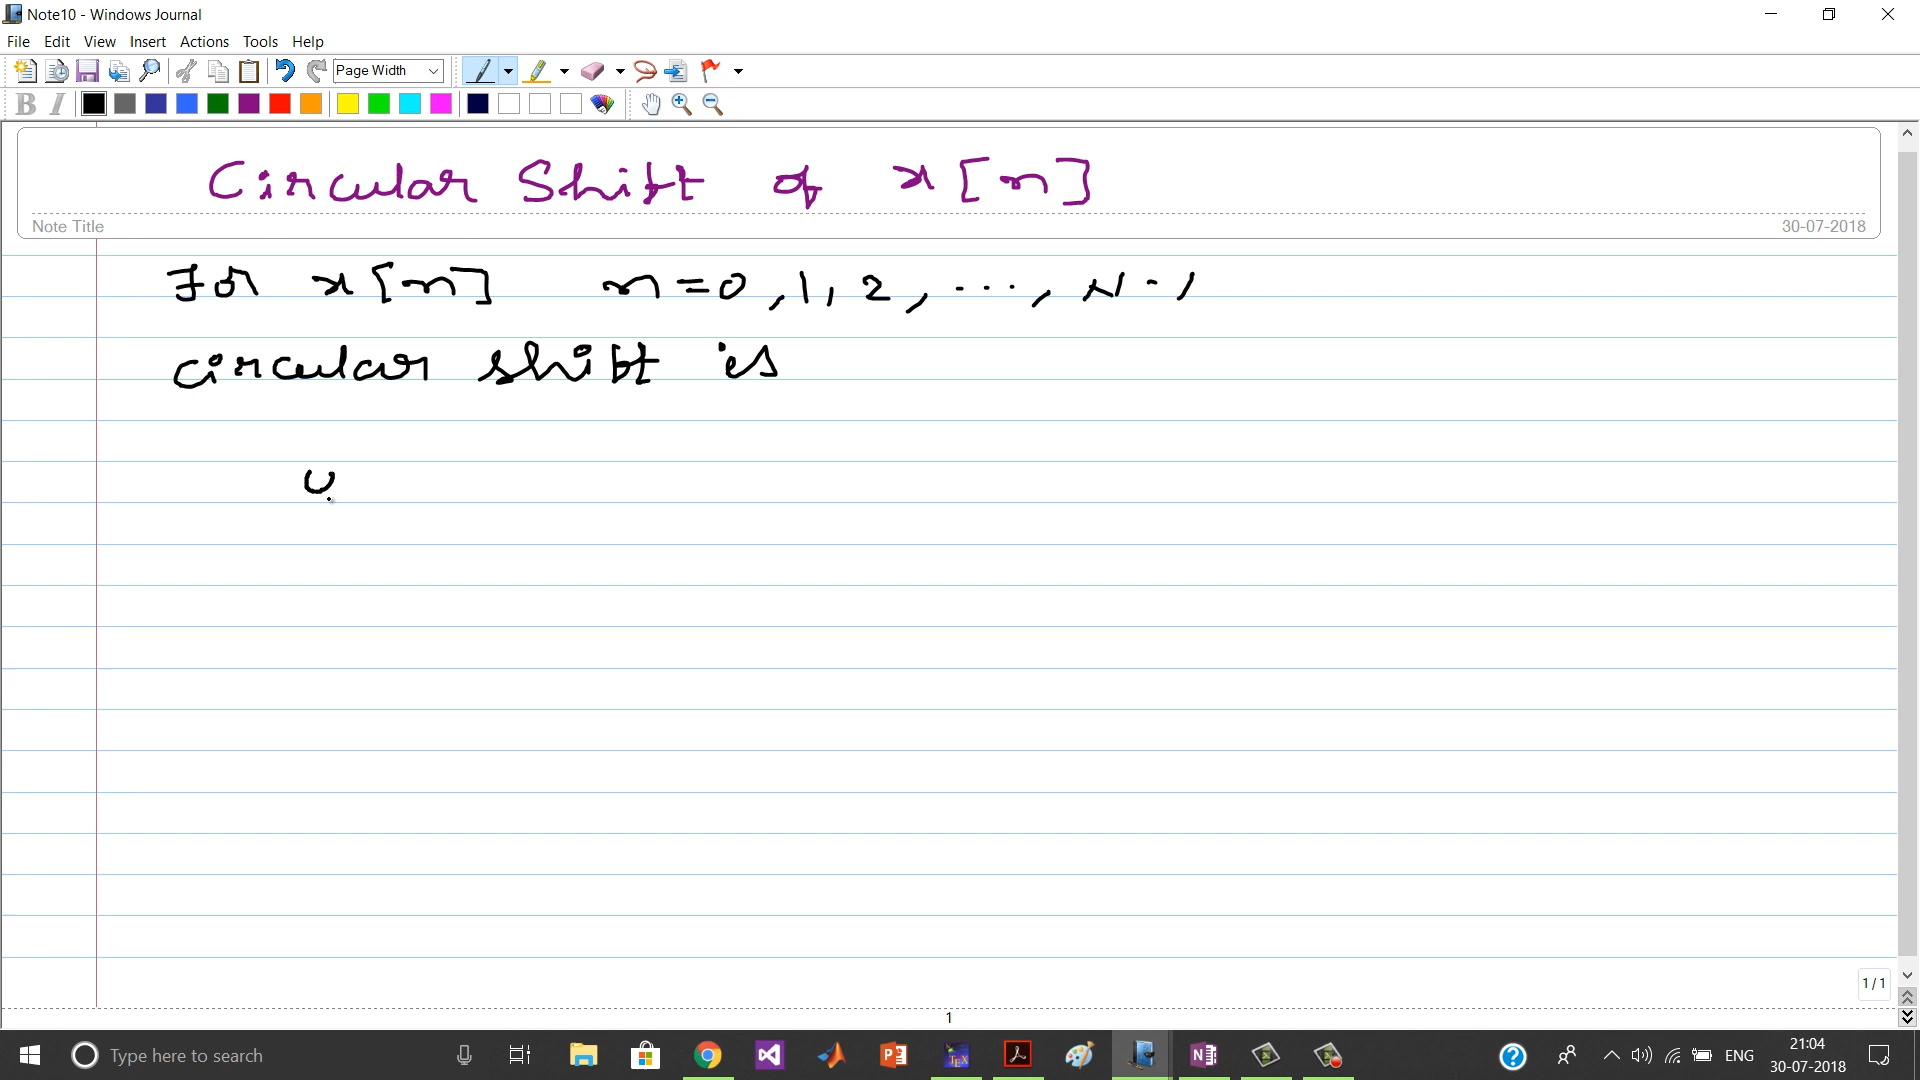 Note10 - Windows Journal
File Edit View Insert Actions Tools Help
Page Width
B I
Circular Shift of x[n]
Note Title
30-07-2018
For x[n] n=0,1,2,...,N-1
circular shift is
1/1
1
Type here to search
ENG
21:04
30-07-2018